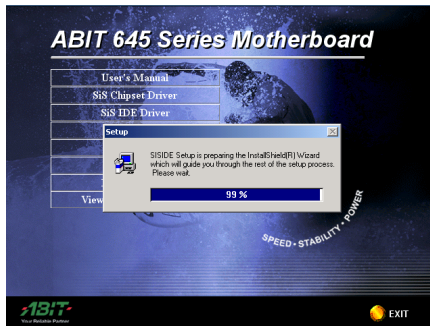 ABIT 645 Series Motherboard
User's Manual
SiS Chipset Driver
SiS IDE Driver
Setup
SISIDE Setup is preparing the InstallShield(R) Wizard
which will guide you through the rest of the setup process.
Please wait.
99 %
View
SPEED • STABILITY • POWER
ABIT
Your Reliable Partner
EXIT